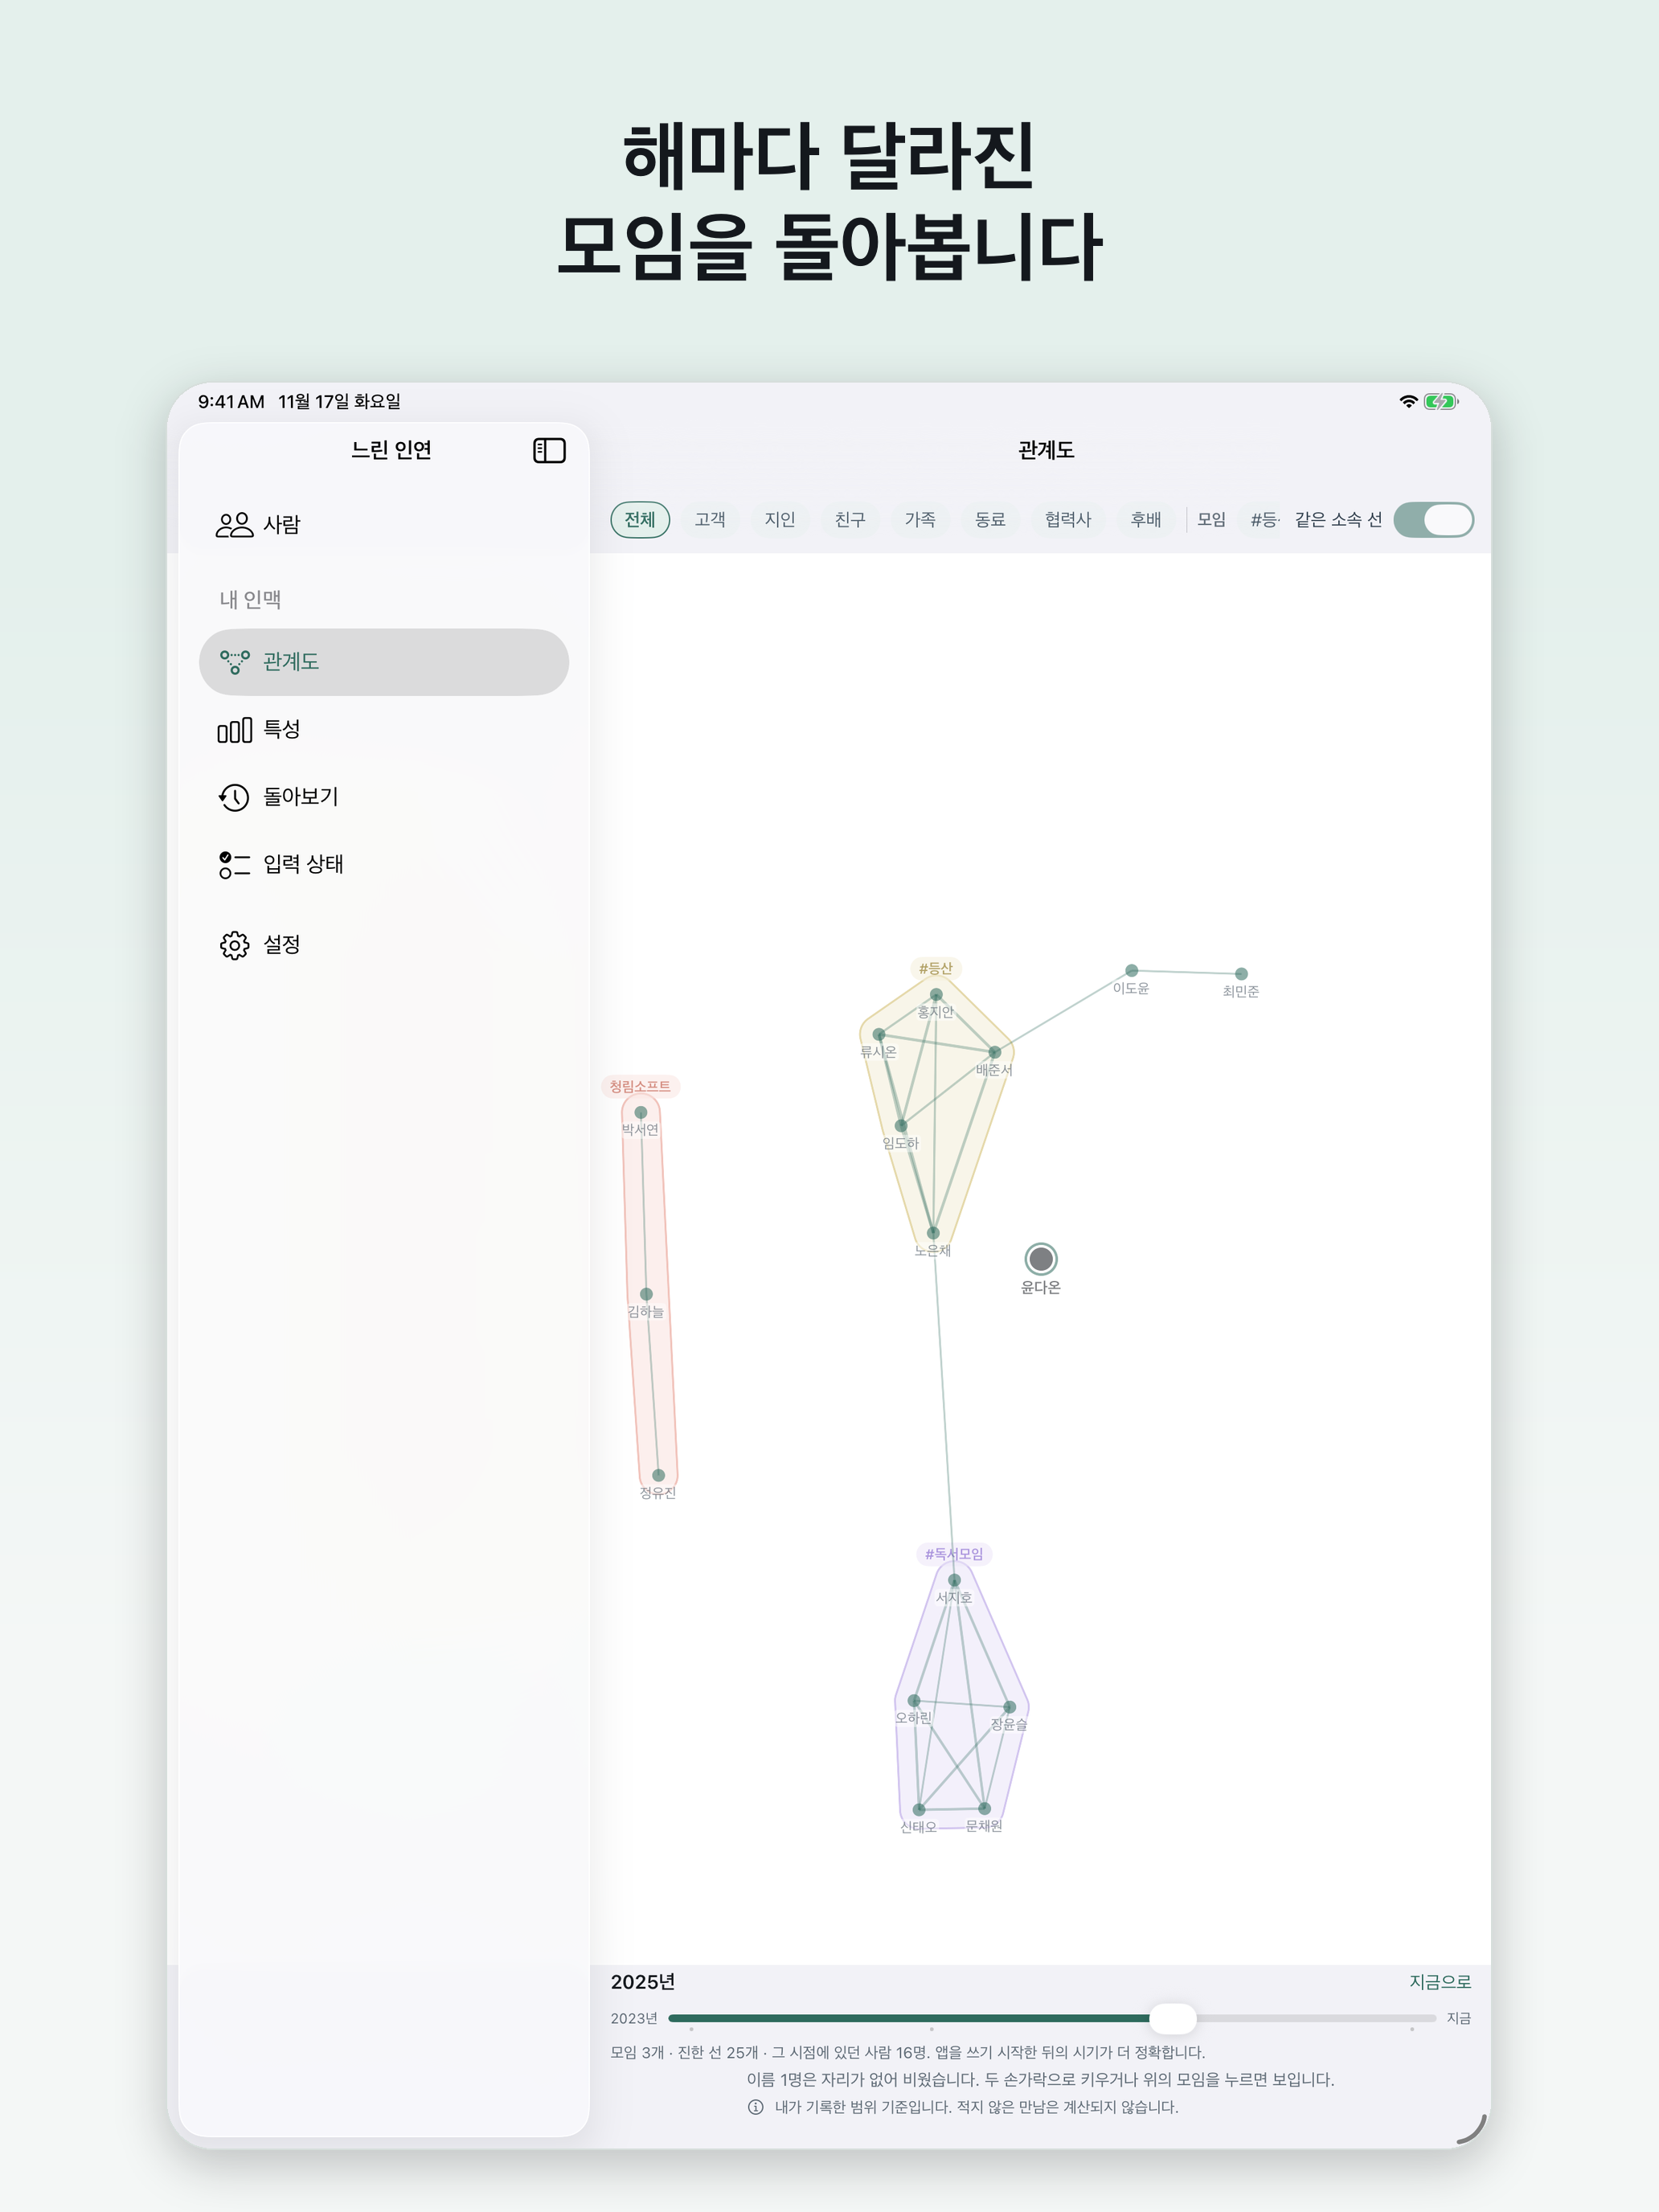 해마다 달라진
모임을 돌아봅니다
9:41 AM 11월 17일 화요일
느린 인연
관계도
사람
내 인맥
관계도
특성
돌아보기
입력 상태
설정
전체 고객 지인 친구 가족 동료 협력사 후배 모임 #등 같은 소속 선
#등산
홍지안
류시온
배준서
임도하
노은채
이도윤
최민준
청림소프트
박서연
김하늘
정유진
윤다온
#독서모임
서지호
오하린
장윤슬
신태오
문채원
2025년
지금으로
2023년
지금
모임 3개 · 진한 선 25개 · 그 시점에 있던 사람 16명. 앱을 쓰기 시작한 뒤의 시기가 더 정확합니다.
이름 1명은 자리가 없어 비웠습니다. 두 손가락으로 키우거나 위의 모임을 누르면 보입니다.
내가 기록한 범위 기준입니다. 적지 않은 만남은 계산되지 않습니다.